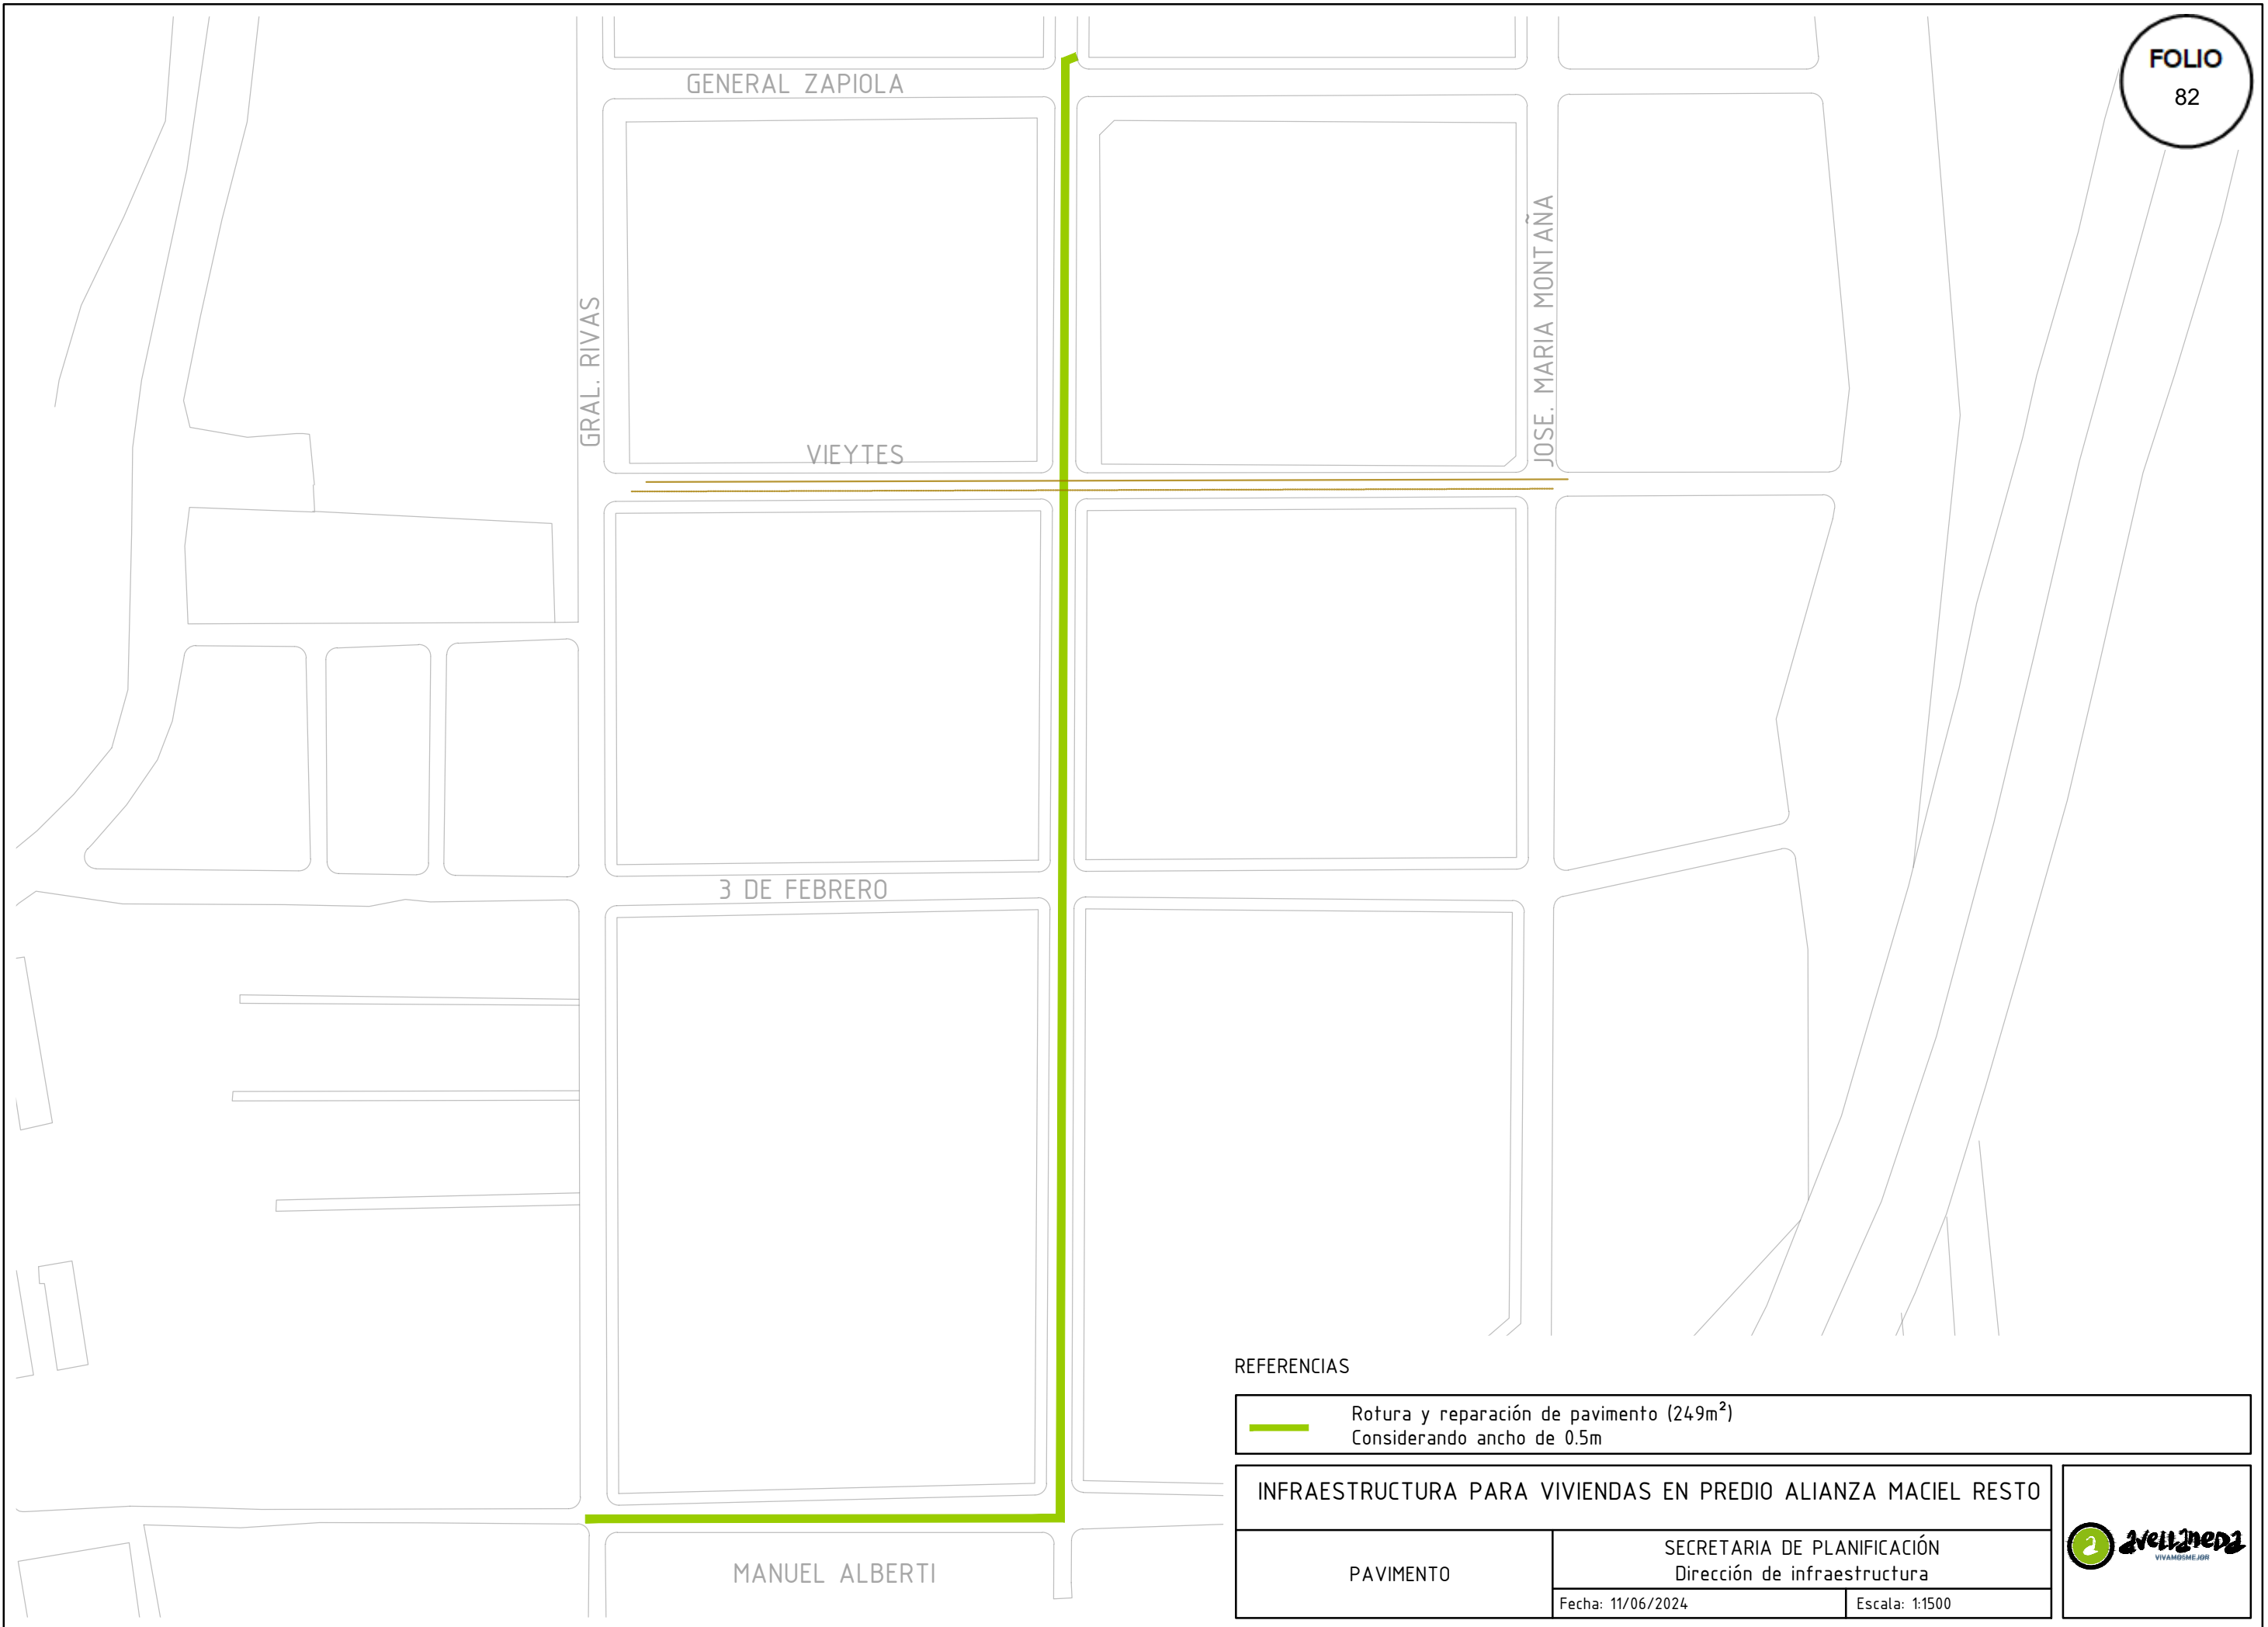 FOLIO
82
GENERAL ZAPIOLA
GRAL. RIVAS
JOSE. MARIA MONTAÑA
VIEYTES
3 DE FEBRERO
MANUEL ALBERTI
REFERENCIAS
Rotura y reparación de pavimento (249m²)
Considerando ancho de 0.5m
INFRAESTRUCTURA PARA VIVIENDAS EN PREDIO ALIANZA MACIEL RESTO
PAVIMENTO
SECRETARIA DE PLANIFICACIÓN
Dirección de infraestructura
Fecha: 11/06/2024
Escala: 1:1500
a avellaneda
VIVAMOSMEJOR